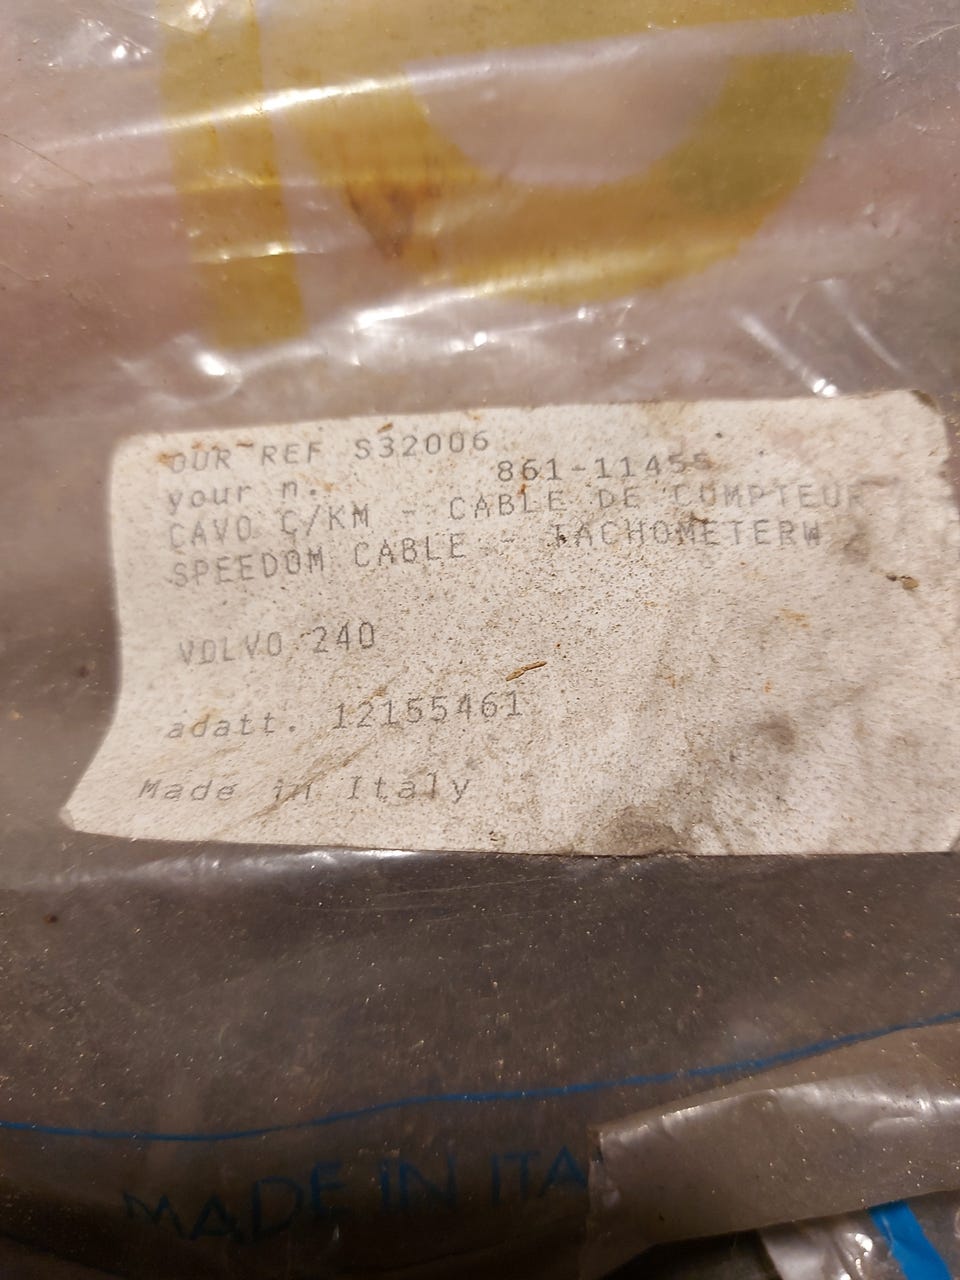 OUR REF S32006
your n. 861-11455
CAVO C/KM - CABLE DE COMPTEUR
SPEEDOM CABLE - TACHOMETERW
VOLVO 240
adatt. 12155461
Made in Italy
MADE IN ITA